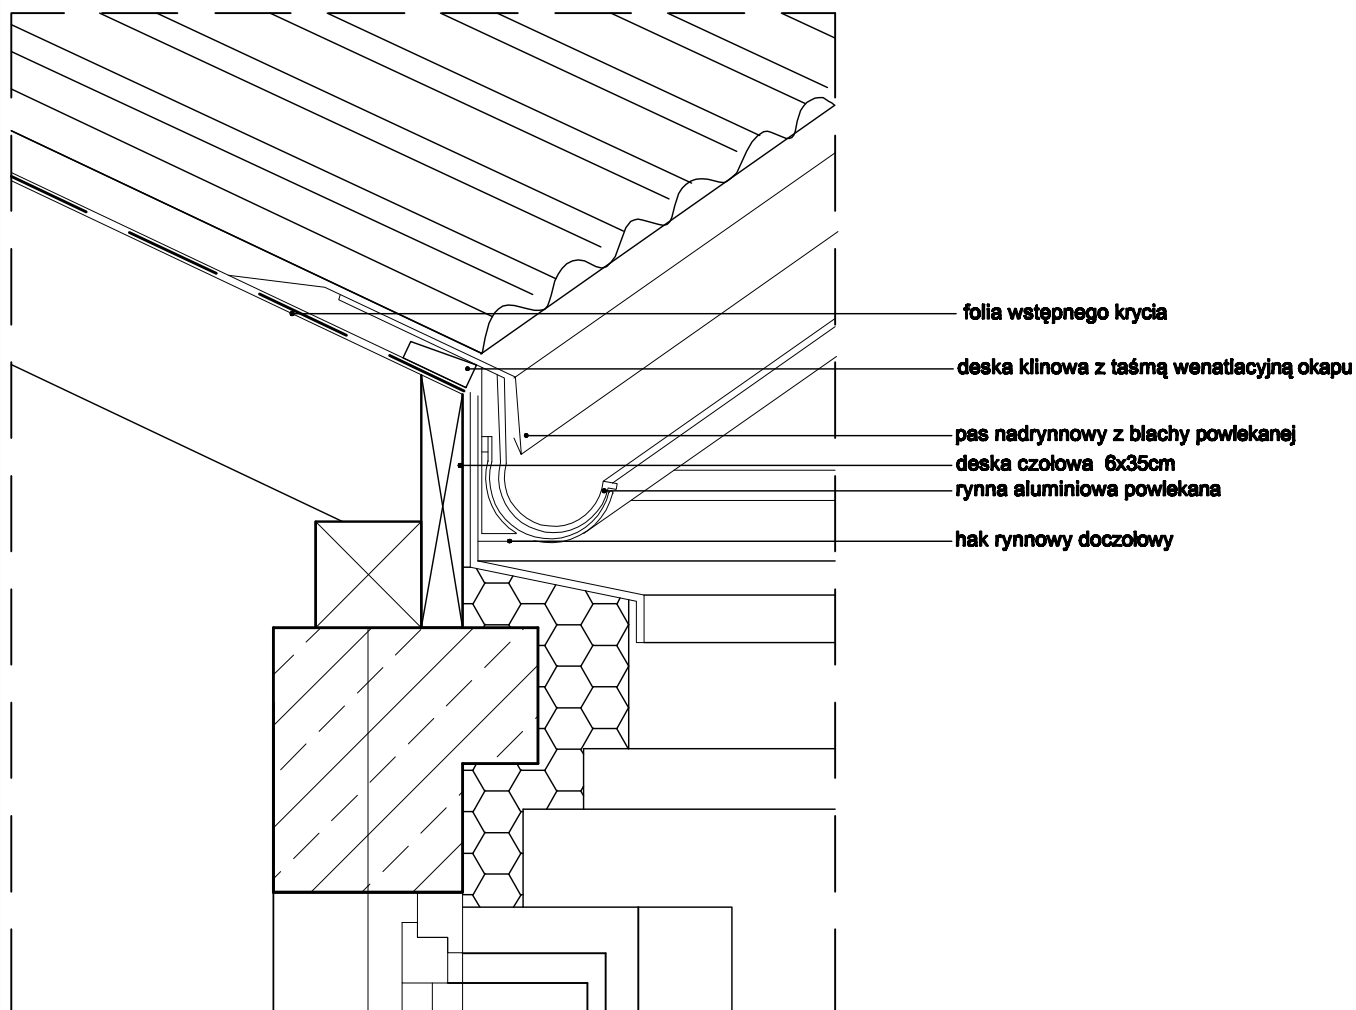 folia wstępnego krycia
deska klinowa z taśmą wenatlacyjną okapu
pas nadrynnowy z blachy powlekanej
deska czołowa 6x35cm
rynna aluminiowa powlekana
hak rynnowy doczołowy